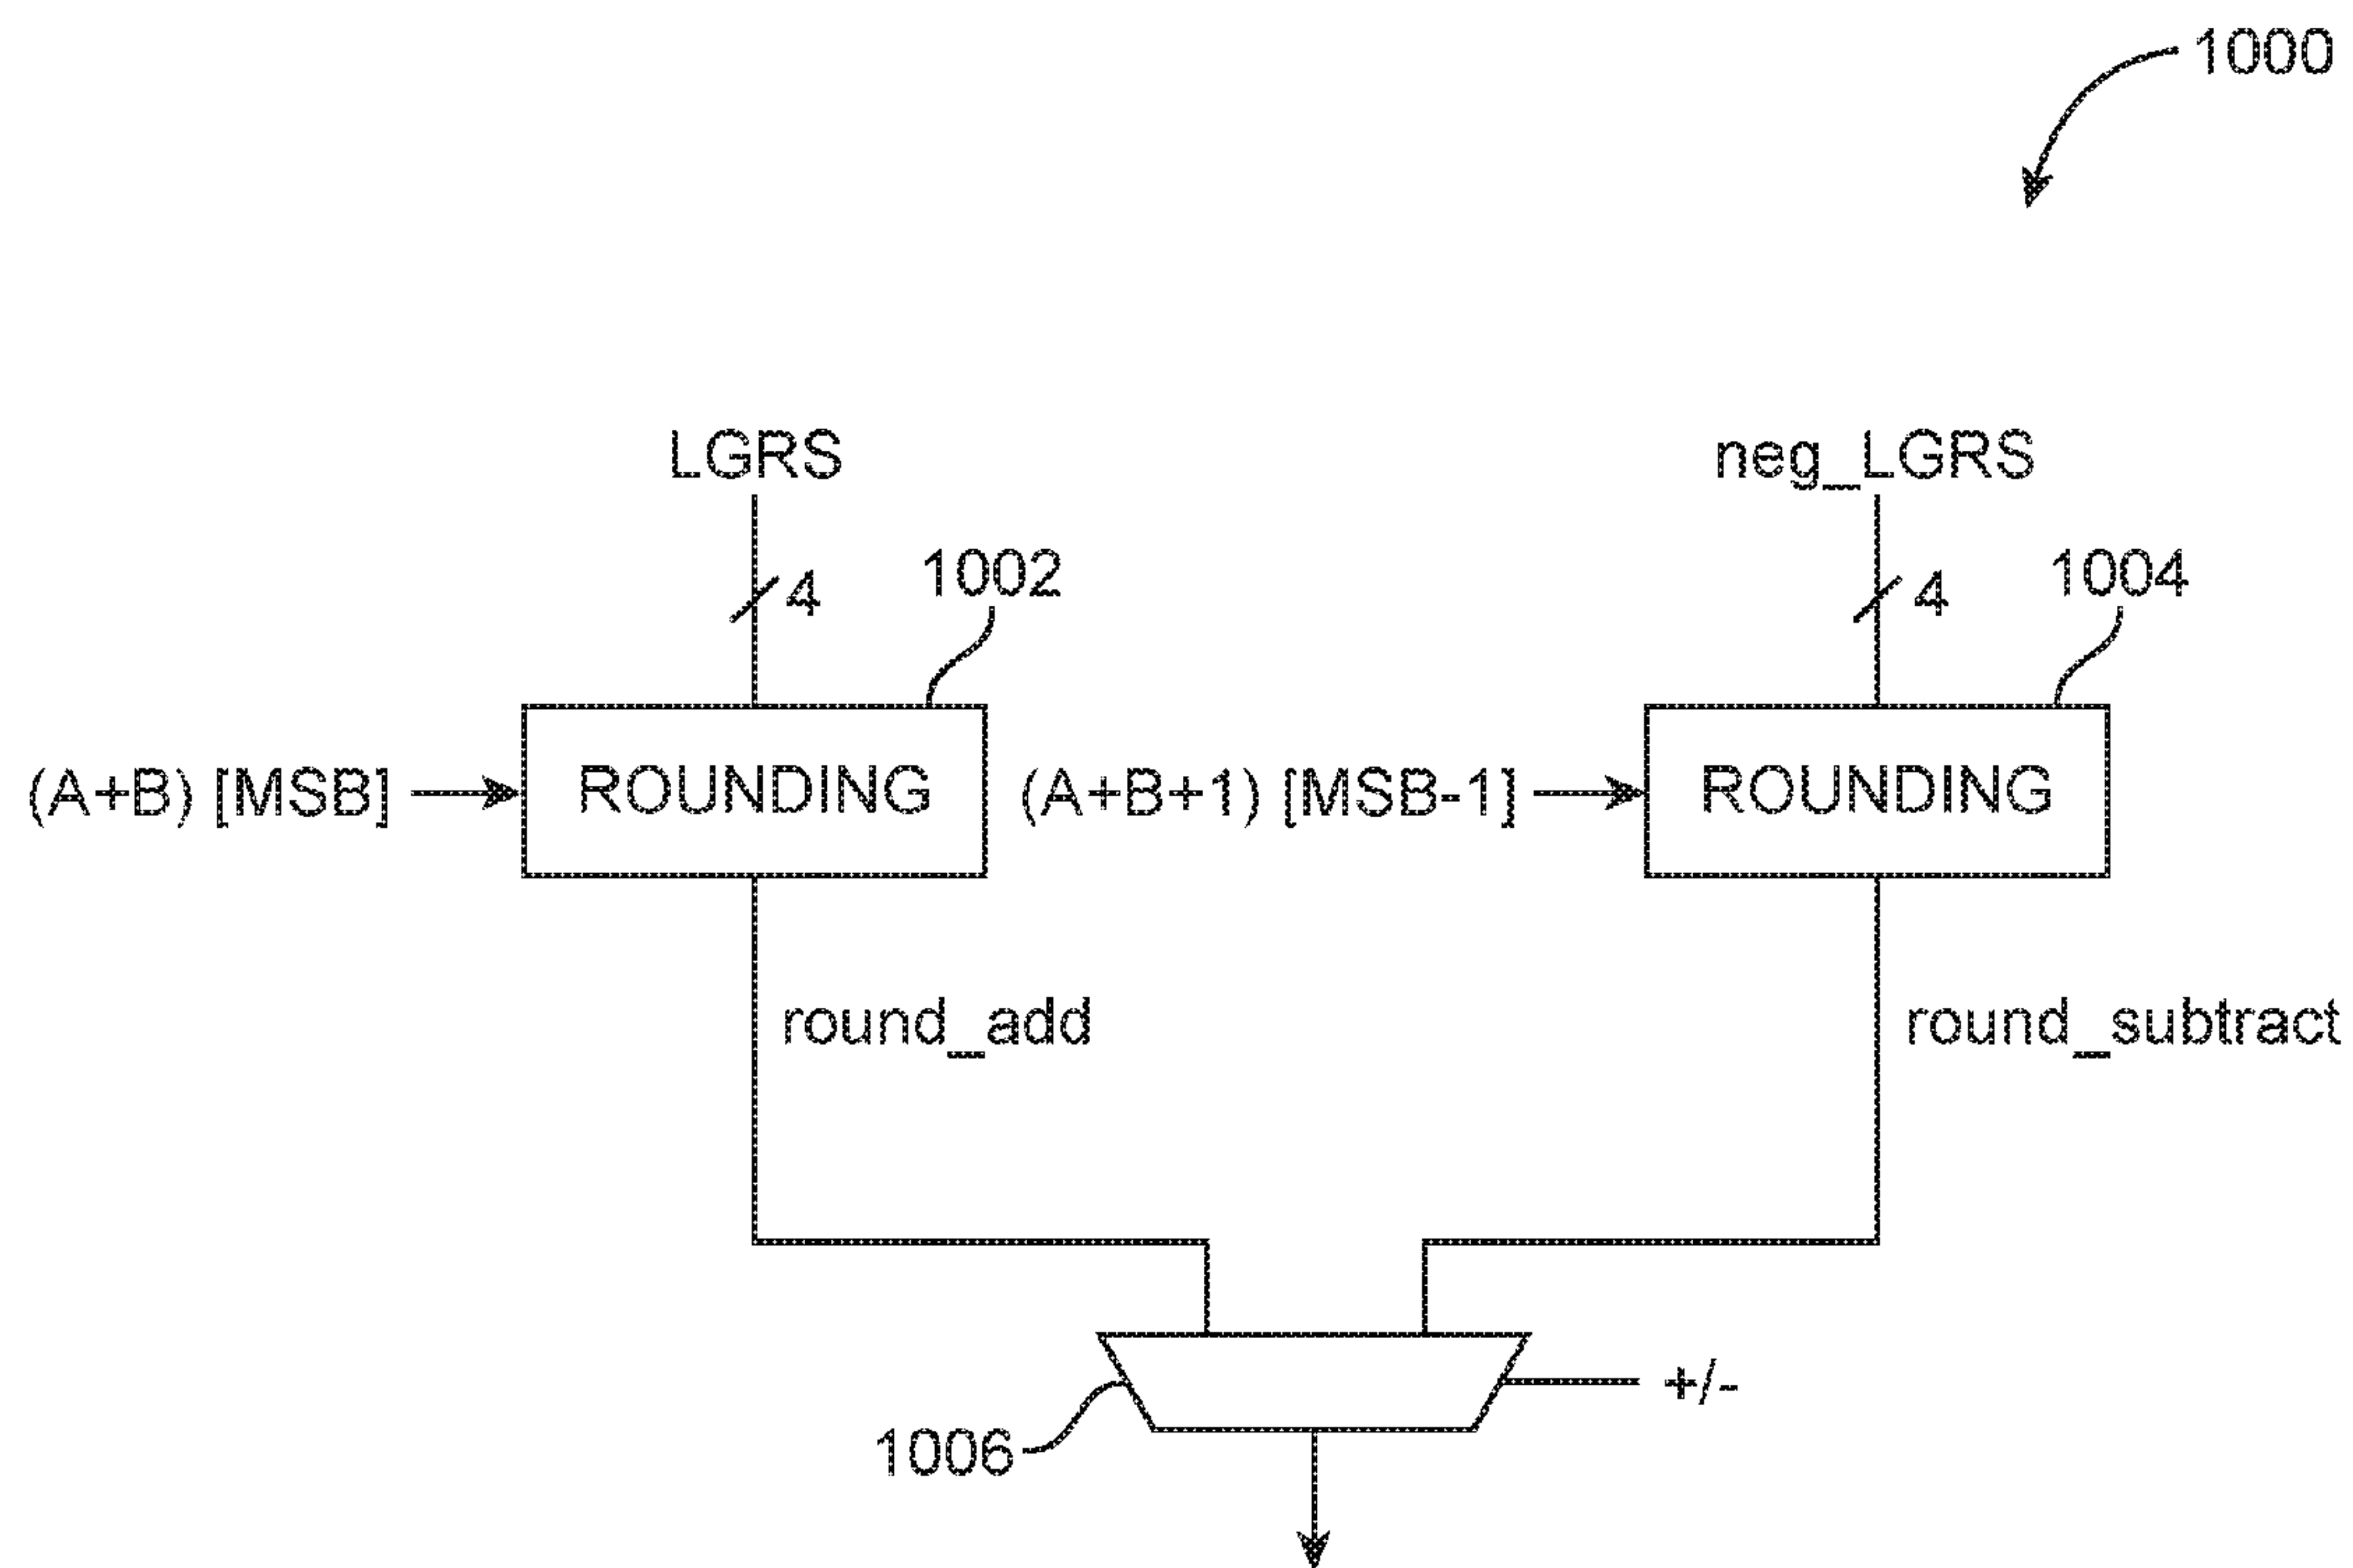 1000
LGRS
neg_LGRS
4
1002
4
1004
(A+B) [MSB]
ROUNDING
(A+B+1) [MSB-1]
ROUNDING
round_add
round_subtract
+/-
1006